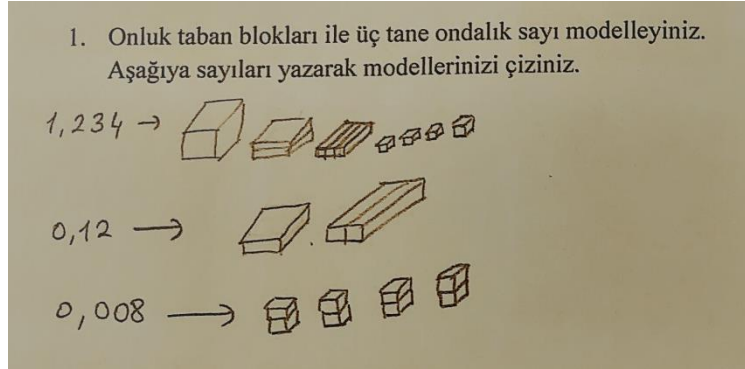 1. Onluk taban blokları ile üç tane ondalık sayı modelleyiniz.
Aşağıya sayıları yazarak modellerinizi çiziniz.
1,234 →
0,12 →
0,008 →